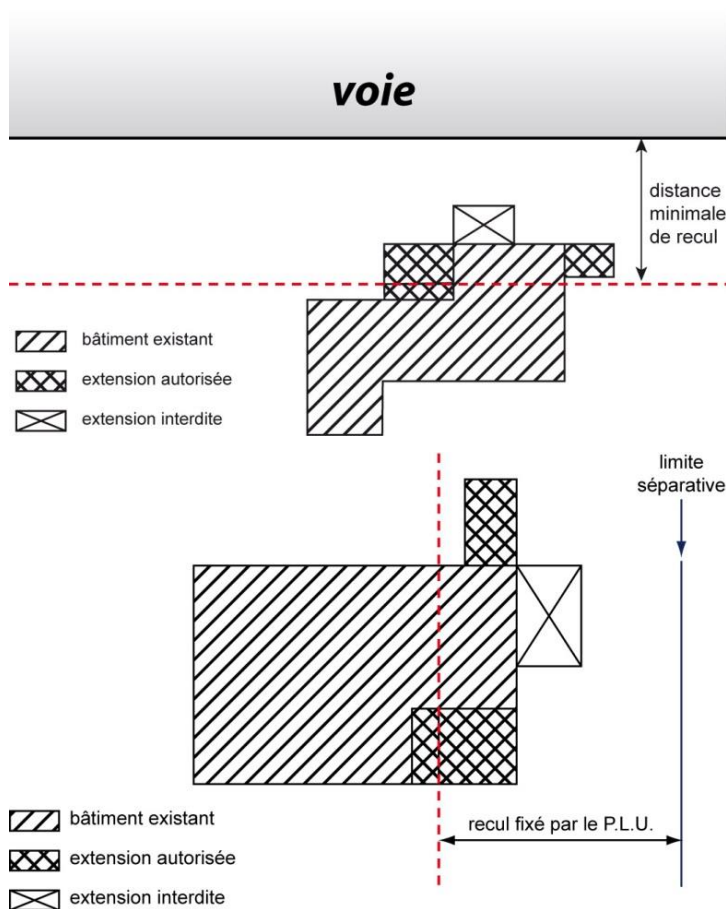 voie
distance
minimale
de recul
bâtiment existant
extension autorisée
extension interdite
limite
séparative
recul fixé par le P.L.U.
bâtiment existant
extension autorisée
extension interdite